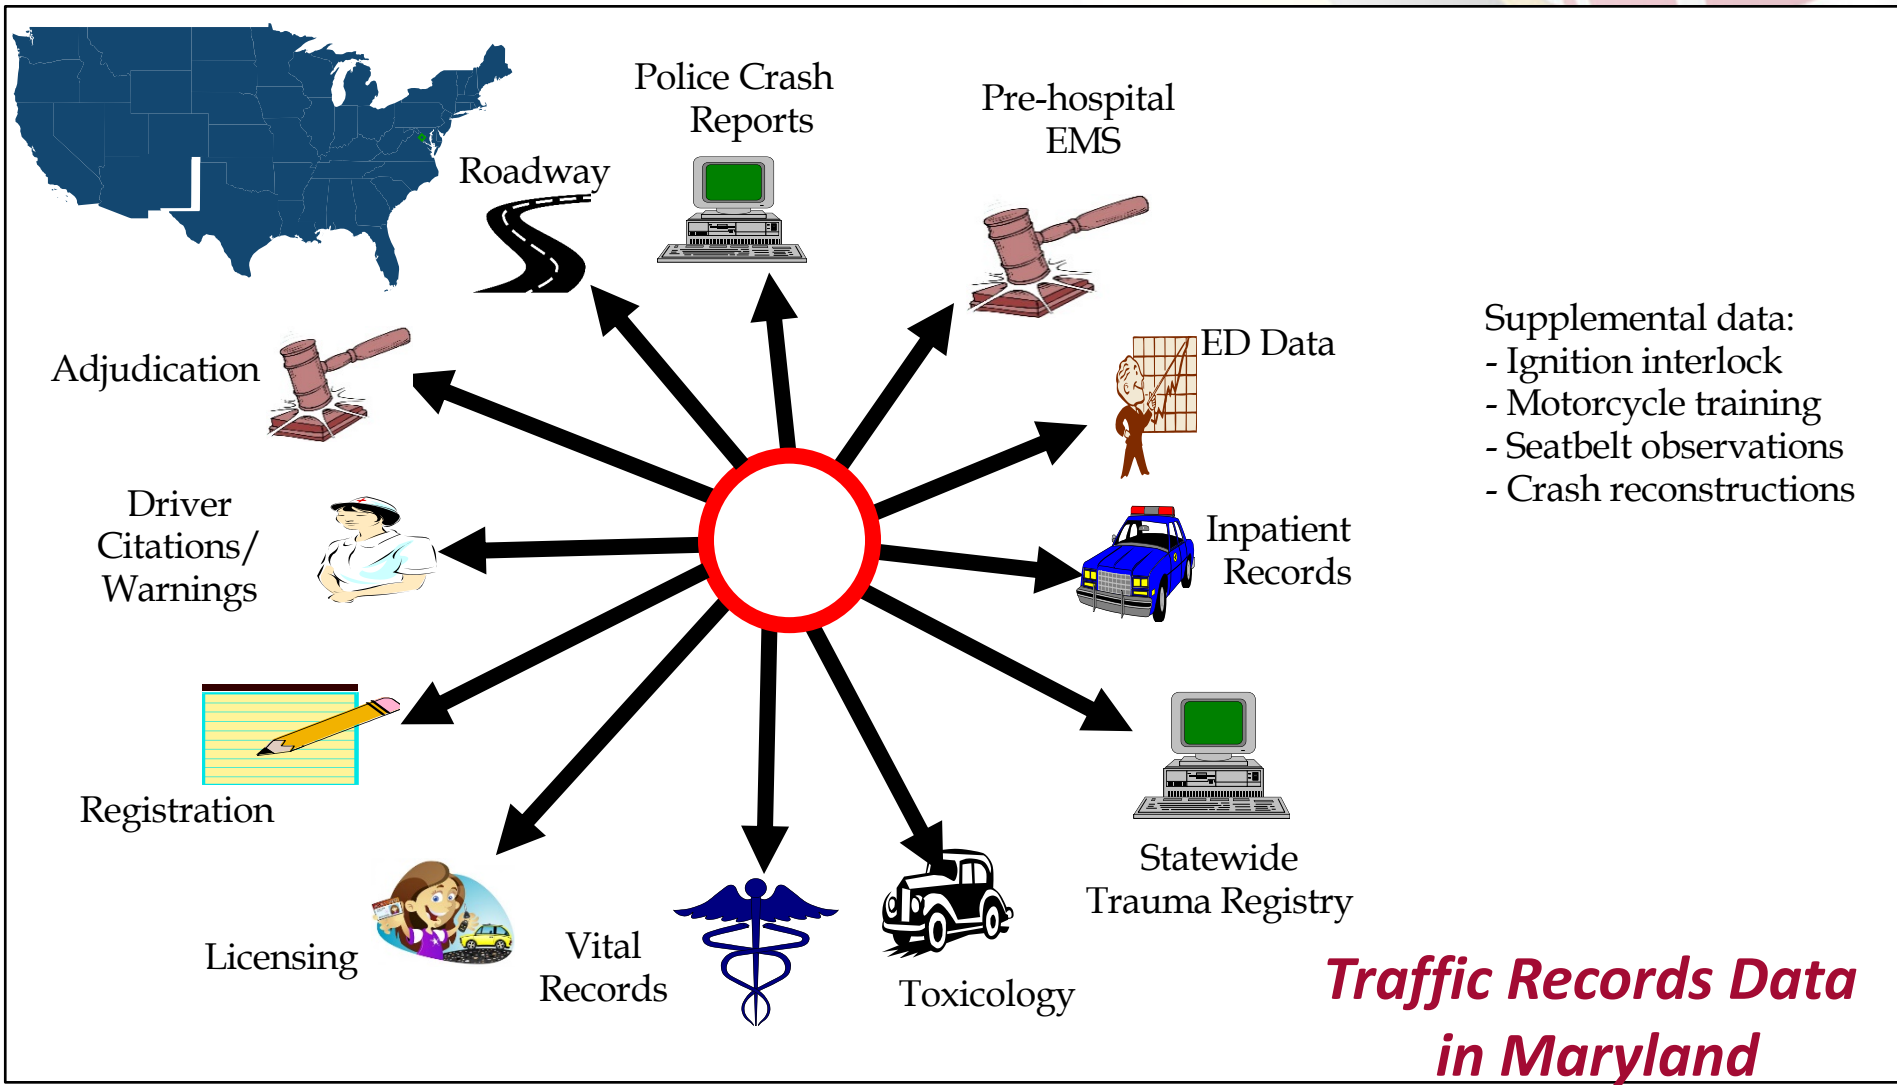 Police Crash
Reports
Pre-hospital
EMS
Roadway
ED Data
Supplemental data:
- Ignition interlock
- Motorcycle training
- Seatbelt observations
- Crash reconstructions
Adjudication
Driver
Citations/
Warnings
Inpatient
Records
Registration
Statewide
Trauma Registry
Licensing
Vital
Records
Toxicology
Traffic Records Data
in Maryland